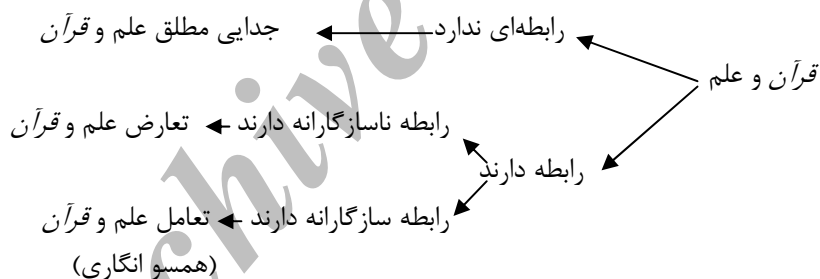 رابطه‌ای ندارد جدایی مطلق علم و قرآن
قرآن و علم
رابطه ناسازگارانه دارند تعارض علم و قرآن
رابطه دارند
رابطه سازگارانه دارند تعامل علم و قرآن
(همسو انگاری)
chive